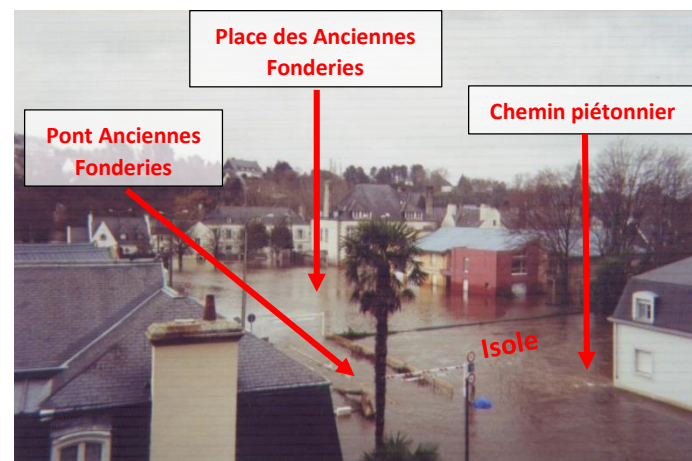 Place des Anciennes
Fonderies
Chemin piétonnier
Pont Anciennes
Fonderies
Isole